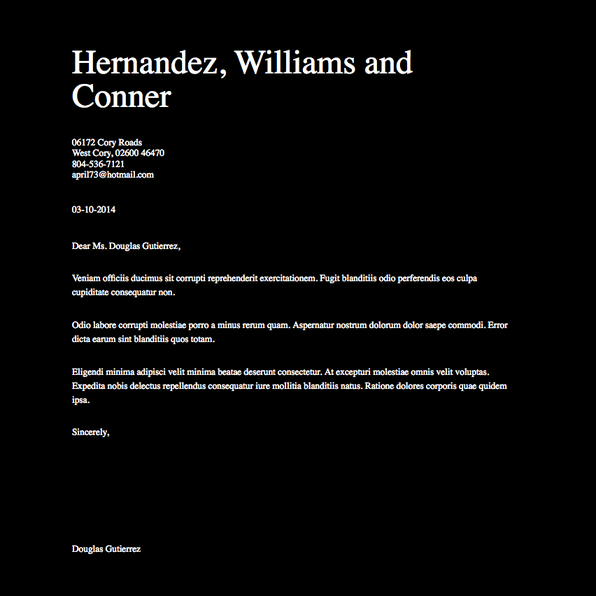 Hernandez, Williams and
Conner
06172 Cory Roads
West Cory, 02600 46470
804-536-7121
april73@hotmail.com
03-10-2014
Dear Ms. Douglas Gutierrez,
Veniam officiis ducimus sit corrupti reprehenderit exercitationem. Fugit blanditiis odio perferendis eos culpa
cupiditate consequatur non.
Odio labore corrupti molestiae porro a minus rerum quam. Aspernatur nostrum dolorum dolor saepe commodi. Error
dicta earum sint blanditiis quos totam.
Eligendi minima adipisci velit minima beatae deserunt consectetur. At excepturi molestiae omnis velit voluptas.
Expedita nobis delectus repellendus consequatur iure mollitia blanditiis natus. Ratione dolores corporis quae quidem
ipsa.
Sincerely,
Douglas Gutierrez